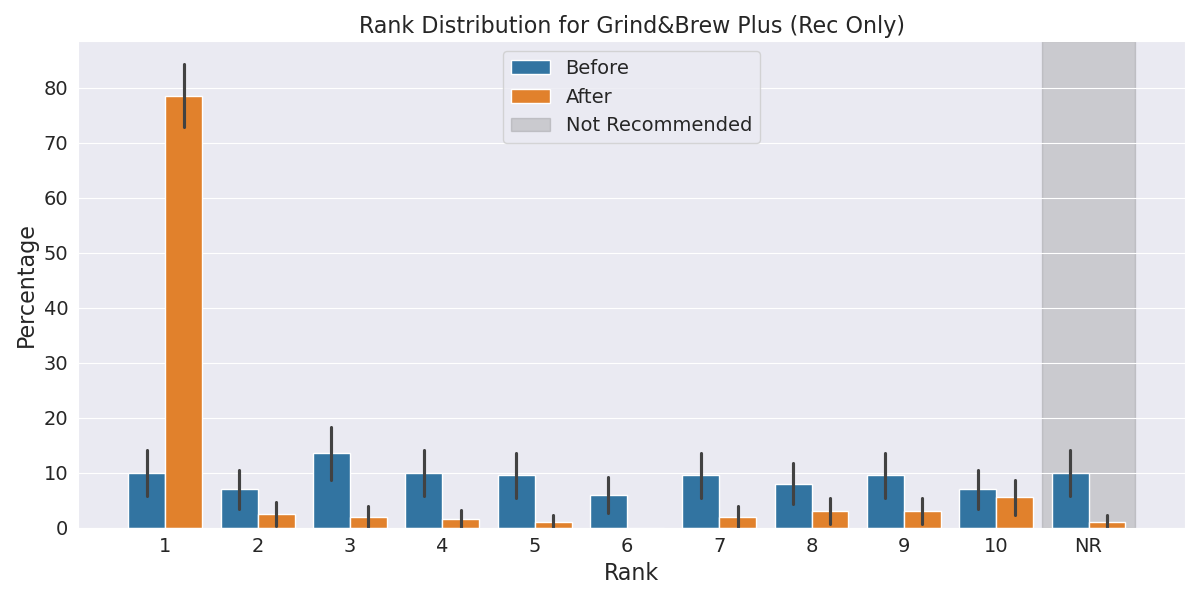 Rank Distribution for Grind&Brew Plus (Rec Only)
Before
After
Not Recommended
Percentage
80
70
60
50
40
30
20
10
0
1 2 3 4 5 6 7 8 9 10 NR
Rank